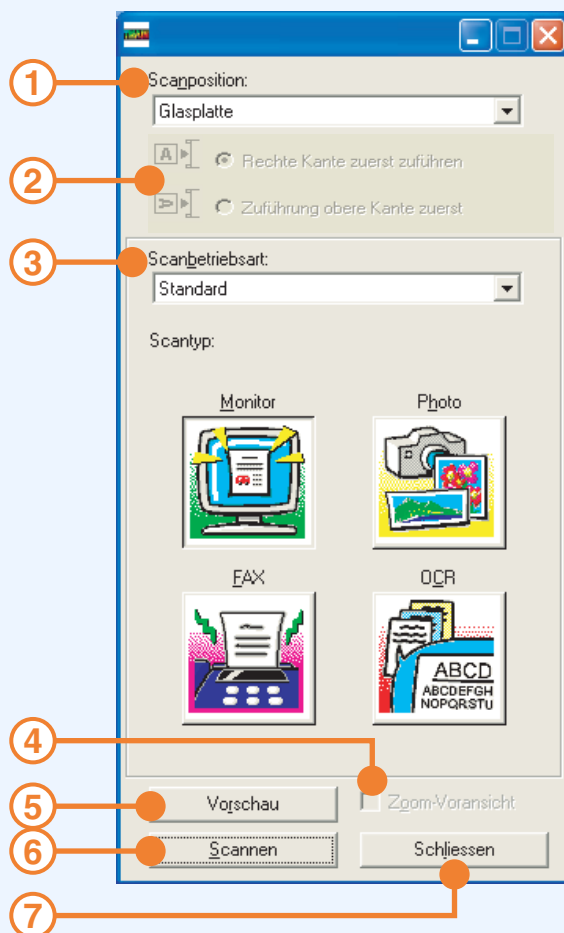 1
Scanposition:
Glasplatte
A
2
Rechte Kante zuerst zuführen
A
Zuführung obere Kante zuerst
3
Scanbetriebsart:
Standard
Scantyp:
Monitor
Photo
FAX
OCR
ABCD
ABCDEFGH
NOPQRSTU
4
5
Vorschau
Zoom-Voransicht
6
Scannen
Schliessen
7